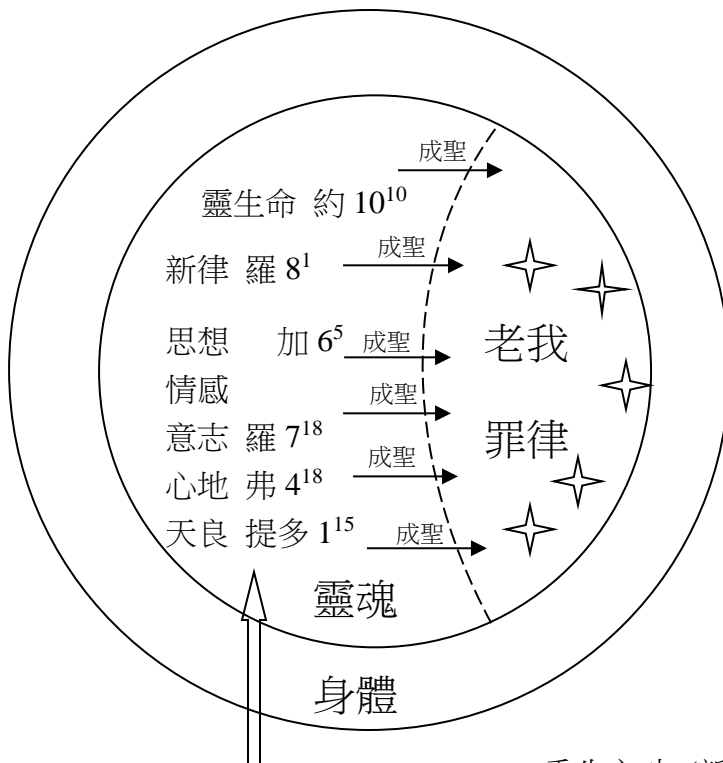 成聖
靈生命 約 10¹⁰
成聖
新律 羅 8¹
思想 加 6⁵ 成聖
老我
情感
成聖
意志 羅 7¹⁸
罪律
成聖
心地 弗 4¹⁸
天良 提多 1¹⁵ 成聖
靈魂
身體